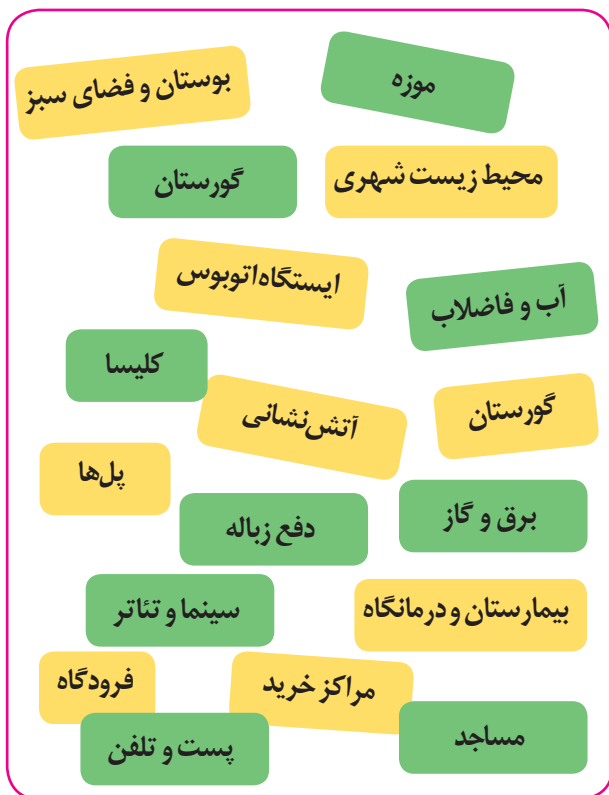 موزه
بوستان و فضای سبز
محیط زیست شهری
گورستان
ایستگاه اتوبوس
آب و فاضلاب
کلیسا
گورستان
آتش‌نشانی
پل‌ها
برق و گاز
دفع زباله
بیمارستان و درمانگاه
سینما و تئاتر
مراکز خرید
فرودگاه
مساجد
پست و تلفن